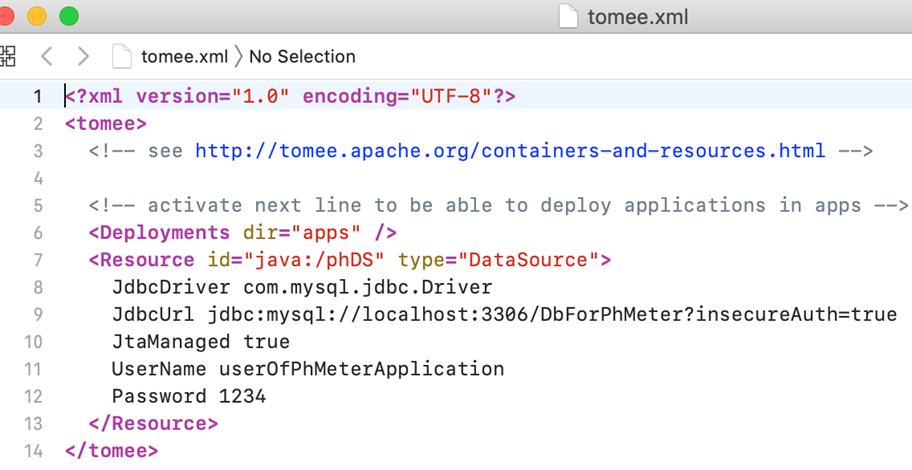 tomee.xml
tomee.xml No Selection
1 <?xml version="1.0" encoding="UTF-8"?>
2 <tomee>
3 <!-- see http://tomee.apache.org/containers-and-resources.html -->
4
5 <!-- activate next line to be able to deploy applications in apps -->
6 <Deployments dir="apps" />
7 <Resource id="java:/phDS" type="DataSource">
8 JdbcDriver com.mysql.jdbc.Driver
9 JdbcUrl jdbc:mysql://localhost:3306/DbForPhMeter?insecureAuth=true
10 JtaManaged true
11 UserName userOfPhMeterApplication
12 Password 1234
13 </Resource>
14 </tomee>